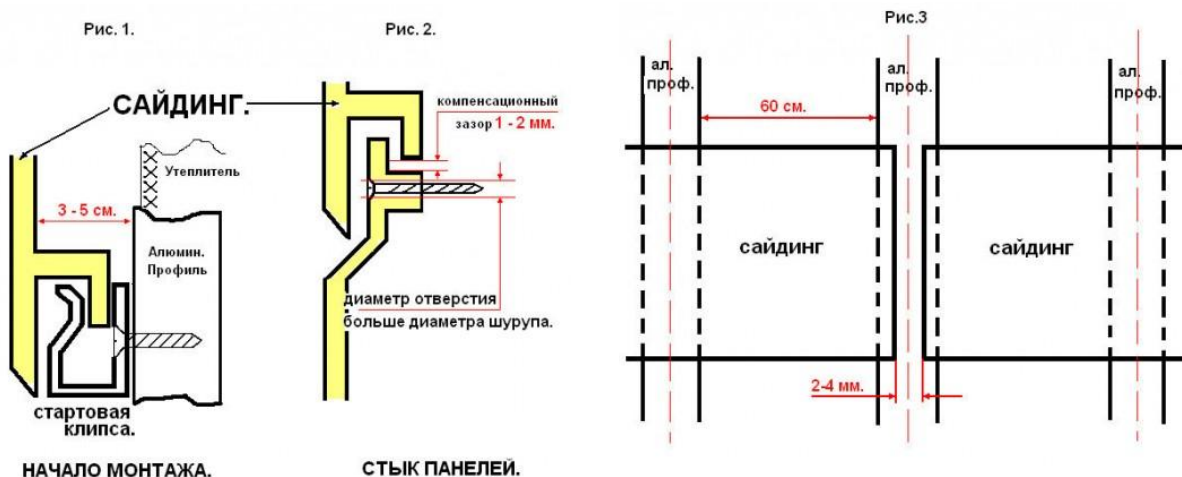 Рис. 1.
САЙДИНГ.
Утеплитель
3 - 5 см.
Алюмин.
Профиль
стартовая
клипса.
НАЧАЛО МОНТАЖА.
Рис. 2.
компенсационный
зазор 1 - 2 мм.
диаметр отверстия
больше диаметра шурупа.
СТЫК ПАНЕЛЕЙ.
Рис.3
ал.
проф.
60 см.
ал.
проф.
ал.
проф.
сайдинг
сайдинг
2-4 мм.